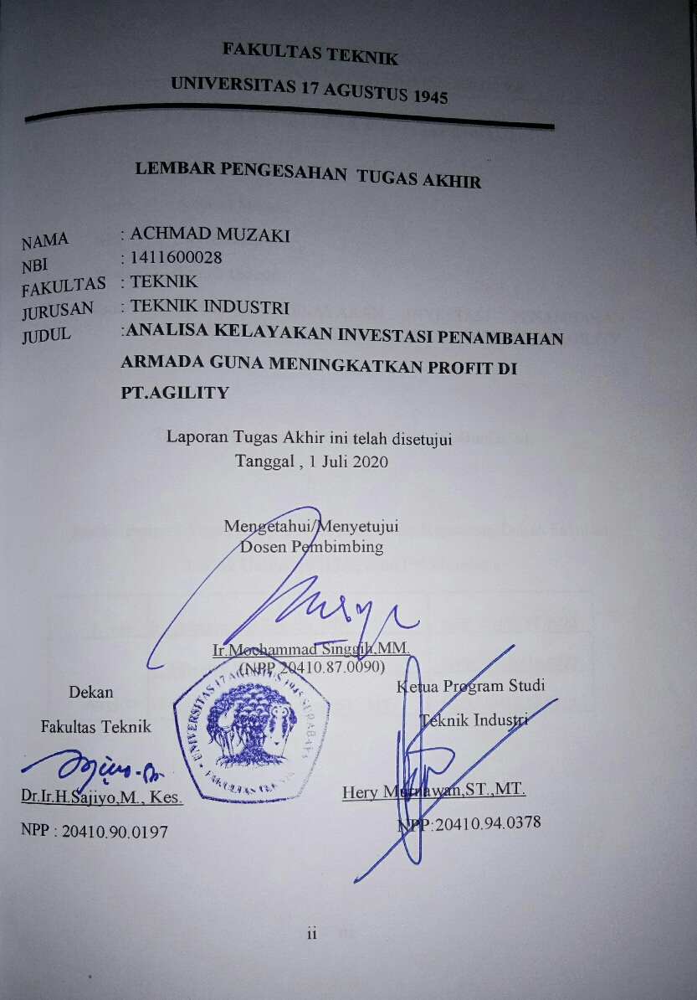 FAKULTAS TEKNIK
UNIVERSITAS 17 AGUSTUS 1945
LEMBAR PENGESAHAN TUGAS AKHIR
NAMA : ACHMAD MUZAKI
NBI : 1411600028
FAKULTAS : TEKNIK
JURUSAN : TEKNIK INDUSTRI
JUDUL :ANALISA KELAYAKAN INVESTASI PENAMBAHAN
ARMADA GUNA MENINGKATKAN PROFIT DI
PT.AGILITY
Laporan Tugas Akhir ini telah disetujui
Tanggal , 1 Juli 2020
Mengetahui/Menyetujui
Dosen Pembimbing
Ir.Mochammad Singgih,MM.
(NPP 20410.87.0090)
Dekan
Fakultas Teknik
Dr.Ir.H.Sajiyo,M., Kes.
NPP : 20410.90.0197
UNIVERSITAS 17 AGUSTUS 1945 SURABAYA
FAKULTAS TEKNIK
Ketua Program Studi
Teknik Industri
Hery Murnawan,ST.,MT.
NPP:20410.94.0378
ii